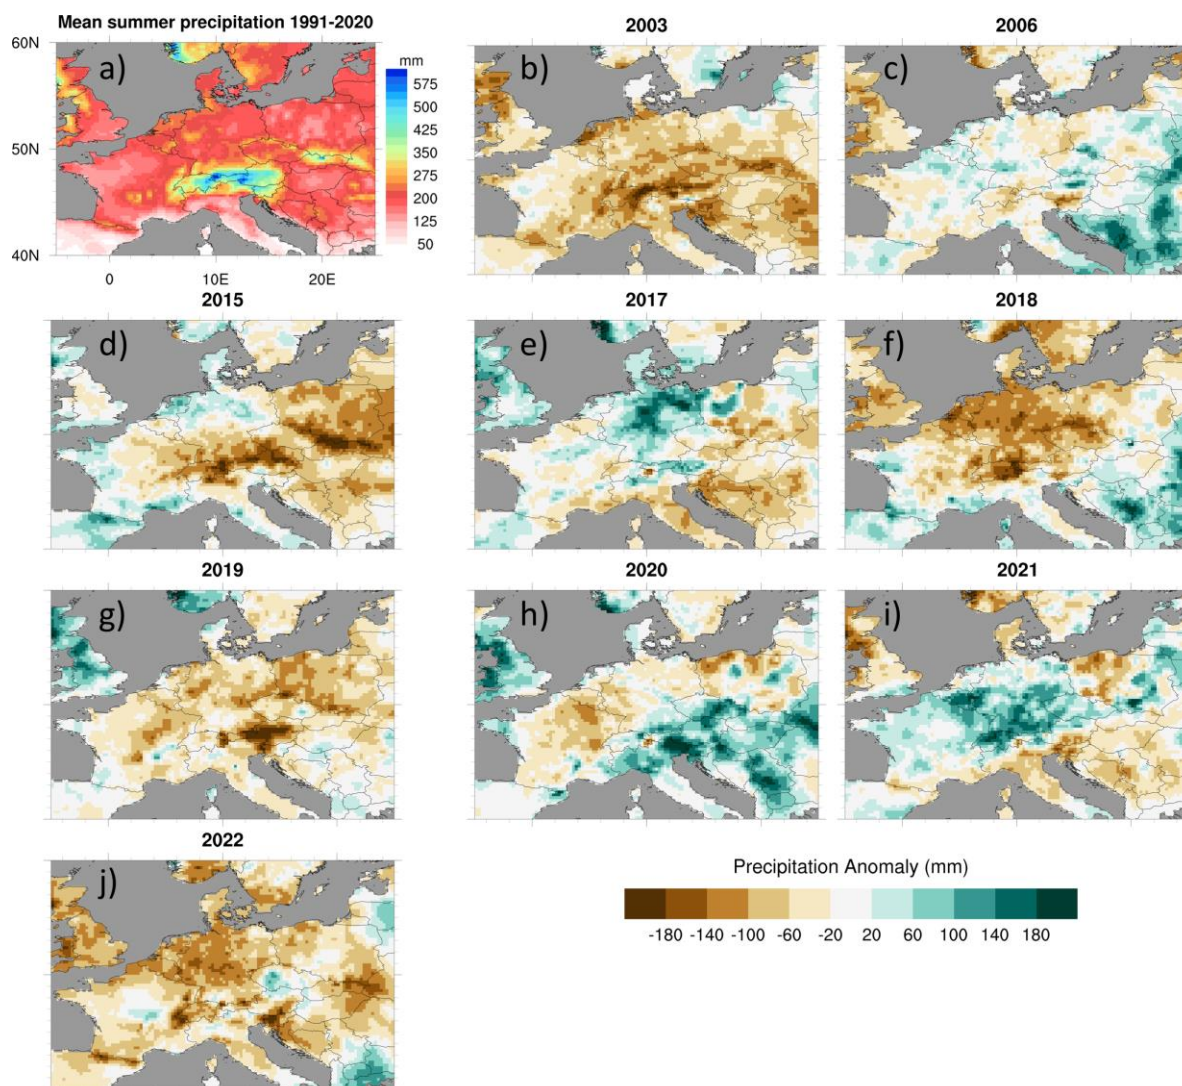 Mean summer precipitation 1991-2020
60N
50N
40N
0
10E
20E
a)
mm
575
500
425
350
275
200
125
50
2003
b)
2006
c)
2015
d)
2017
e)
2018
f)
2019
g)
2020
h)
2021
i)
2022
j)
Precipitation Anomaly (mm)
-180 -140 -100 -60 -20 20 60 100 140 180